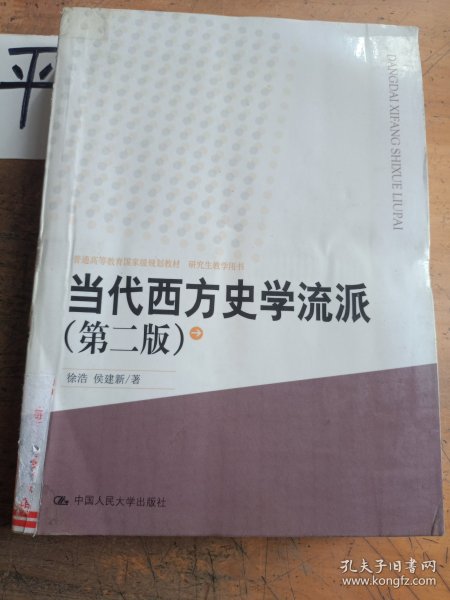 平
DANGDAI XIFANG SHIXUE LIUPAI
普通高等教育国家级规划教材 研究生教学用书
当代西方史学流派
（第二版）
徐浩 侯建新/著
中国人民大学出版社
孔夫子旧书网
www.kongfz.com